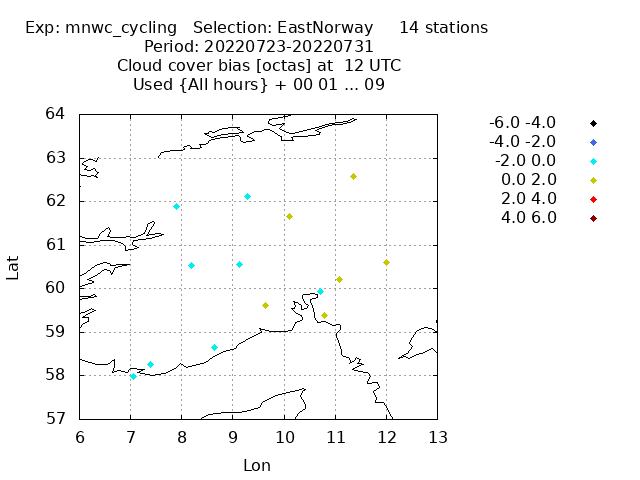 Exp: mnwc_cycling   Selection: EastNorway     14 stations
Period: 20220723-20220731
Cloud cover bias [octas] at  12 UTC
Used {All hours} + 00 01 ... 09
64
63
62
61
60
59
58
57
Lat
6 7 8 9 10 11 12 13
Lon
-6.0 -4.0
-4.0 -2.0
-2.0 0.0
0.0 2.0
2.0 4.0
4.0 6.0